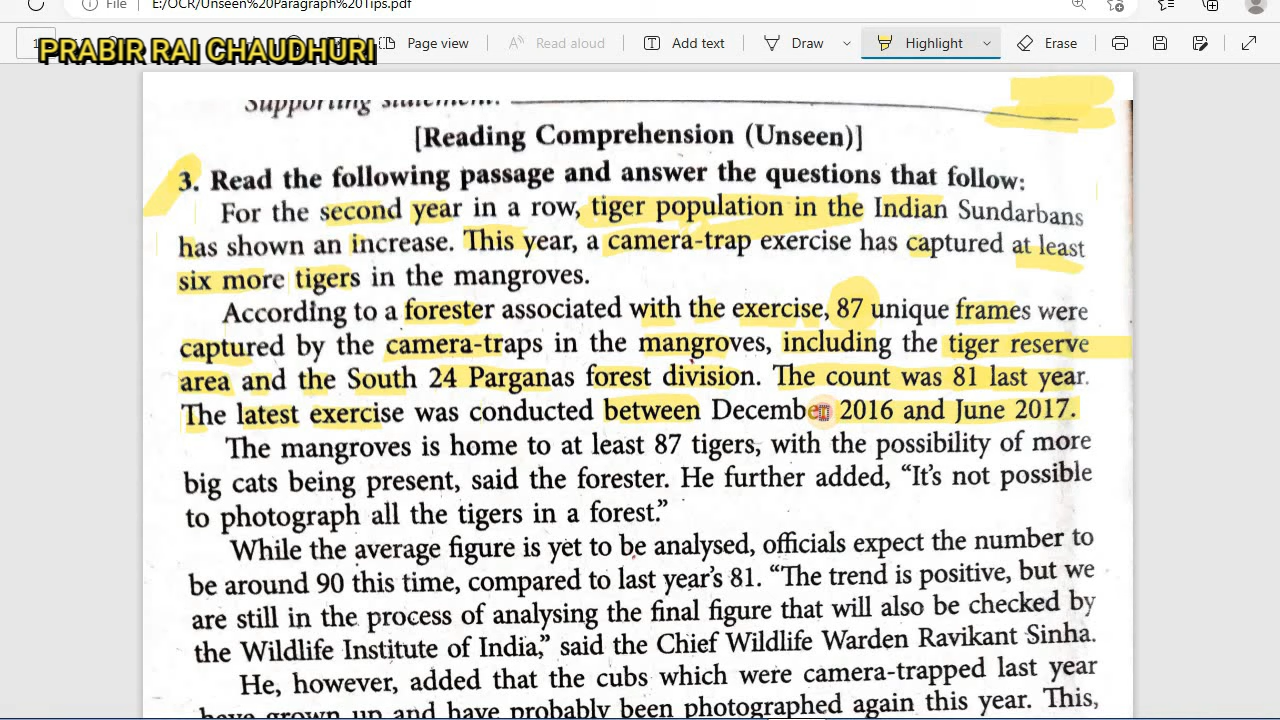 File E:/OCR/Unseen%20Paragraph%20Tips.pdf
PRABIR RAI CHAUDHURI
Page view Read aloud Add text Draw Highlight Erase
Supporting statement:
[Reading Comprehension (Unseen)]
3. Read the following passage and answer the questions that follow:
For the second year in a row, tiger population in the Indian Sundarbans
has shown an increase. This year, a camera-trap exercise has captured at least
six more tigers in the mangroves.
According to a forester associated with the exercise, 87 unique frames were
captured by the camera-traps in the mangroves, including the tiger reserve
area and the South 24 Parganas forest division. The count was 81 last year.
The latest exercise was conducted between December 2016 and June 2017.
The mangroves is home to at least 87 tigers, with the possibility of more
big cats being present, said the forester. He further added, “It’s not possible
to photograph all the tigers in a forest.”
While the average figure is yet to be analysed, officials expect the number to
be around 90 this time, compared to last year’s 81. “The trend is positive, but we
are still in the process of analysing the final figure that will also be checked by
the Wildlife Institute of India,” said the Chief Wildlife Warden Ravikant Sinha.
He, however, added that the cubs which were camera-trapped last year
have grown up and have probably been photographed again this year. This,